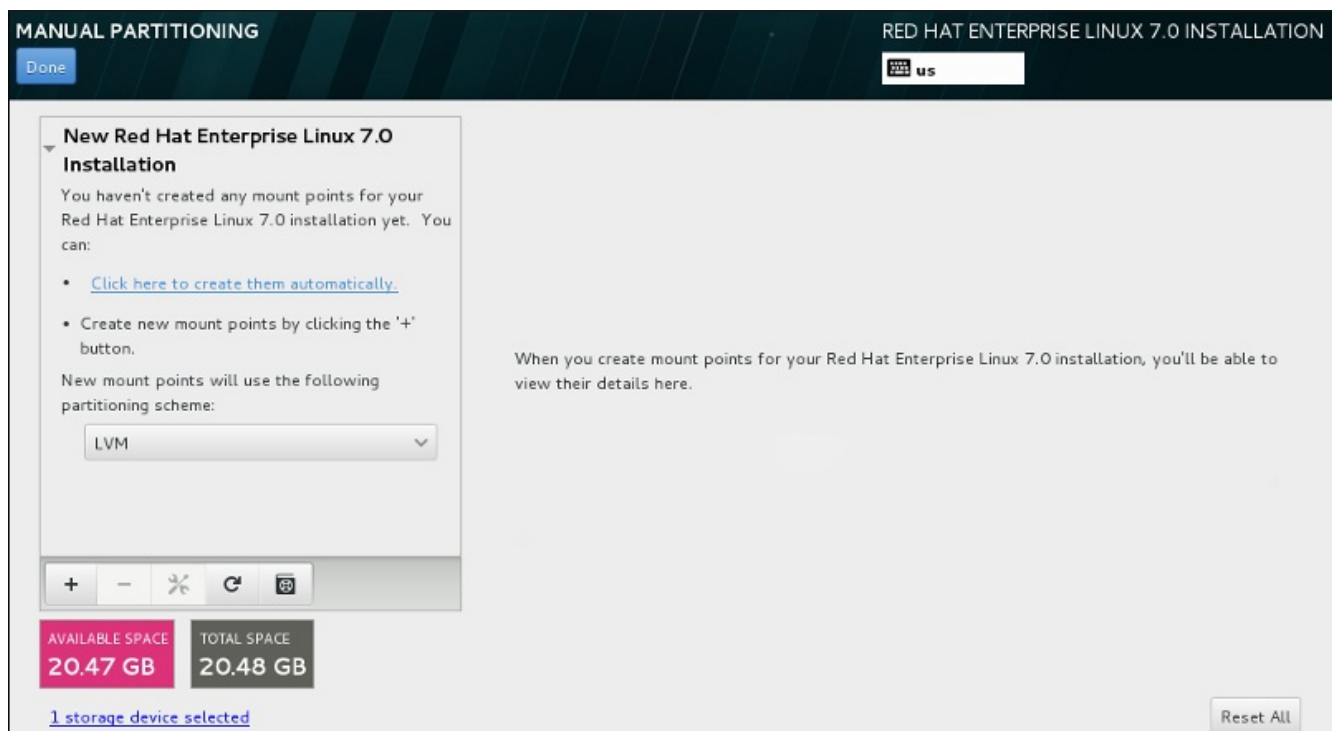 MANUAL PARTITIONING
RED HAT ENTERPRISE LINUX 7.0 INSTALLATION
Done
us
New Red Hat Enterprise Linux 7.0
Installation
You haven't created any mount points for your
Red Hat Enterprise Linux 7.0 installation yet. You
can:
• Click here to create them automatically.
• Create new mount points by clicking the '+'
button.
New mount points will use the following
partitioning scheme:
LVM
When you create mount points for your Red Hat Enterprise Linux 7.0 installation, you'll be able to
view their details here.
+ −
AVAILABLE SPACE
20.47 GB
TOTAL SPACE
20.48 GB
1 storage device selected
Reset All